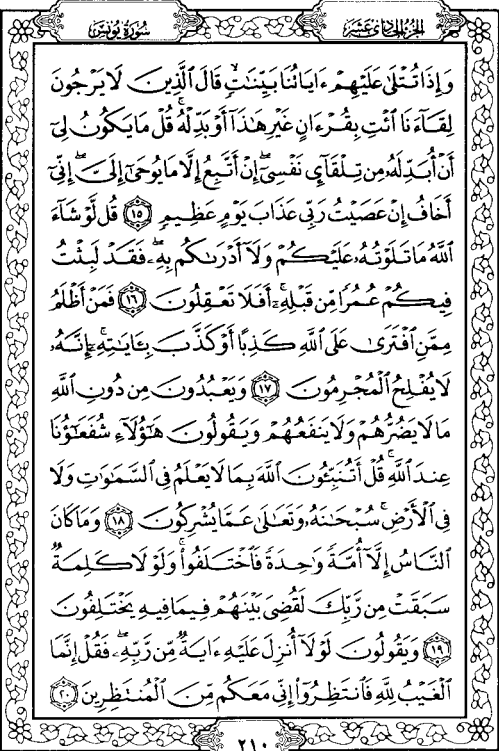 الجزء الحادي عشر
سورة يونس
وَإِذَا تُتْلَىٰ عَلَيْهِمْ ءَايَاتُنَا بَيِّنَٰتٍۙ قَالَ ٱلَّذِينَ لَا يَرْجُونَ
لِقَآءَنَا ٱئْتِ بِقُرْءَانٍ غَيْرِ هَٰذَآ أَوْ بَدِّلْهُۚ قُلْ مَا يَكُونُ لِىٓ
أَنْ أُبَدِّلَهُۥ مِن تِلْقَآئِ نَفْسِىٓۖ إِنْ أَتَّبِعُ إِلَّا مَا يُوحَىٰٓ إِلَىَّۖ إِنِّىٓ
أَخَافُ إِنْ عَصَيْتُ رَبِّى عَذَابَ يَوْمٍ عَظِيمٍ ١٥ قُل لَّوْ شَآءَ
ٱللَّهُ مَا تَلَوْتُهُۥ عَلَيْكُمْ وَلَآ أَدْرَىٰكُم بِهِۦۖ فَقَدْ لَبِثْتُ
فِيكُمْ عُمُرًا مِّن قَبْلِهِۦٓۚ أَفَلَا تَعْقِلُونَ ١٦ فَمَنْ أَظْلَمُ
مِمَّنِ ٱفْتَرَىٰ عَلَى ٱللَّهِ كَذِبًا أَوْ كَذَّبَ بِـَٔايَٰتِهِۦٓۚ إِنَّهُۥ
لَا يُفْلِحُ ٱلْمُجْرِمُونَ ١٧ وَيَعْبُدُونَ مِن دُونِ ٱللَّهِ
مَا لَا يَضُرُّهُمْ وَلَا يَنفَعُهُمْ وَيَقُولُونَ هَٰٓؤُلَآءِ شُفَعَٰٓؤُنَا
عِندَ ٱللَّهِۚ قُلْ أَتُنَبِّـُٔونَ ٱللَّهَ بِمَا لَا يَعْلَمُ فِى ٱلسَّمَٰوَٰتِ وَلَا
فِى ٱلْأَرْضِۚ سُبْحَٰنَهُۥ وَتَعَٰلَىٰ عَمَّا يُشْرِكُونَ ١٨ وَمَا كَانَ
ٱلنَّاسُ إِلَّآ أُمَّةً وَٰحِدَةً فَٱخْتَلَفُوا۟ۚ وَلَوْلَا كَلِمَةٌ
سَبَقَتْ مِن رَّبِّكَ لَقُضِىَ بَيْنَهُمْ فِيمَا فِيهِ يَخْتَلِفُونَ
١٩ وَيَقُولُونَ لَوْلَآ أُنزِلَ عَلَيْهِ ءَايَةٌ مِّن رَّبِّهِۦۖ فَقُلْ إِنَّمَا
ٱلْغَيْبُ لِلَّهِ فَٱنتَظِرُوٓا۟ إِنِّى مَعَكُم مِّنَ ٱلْمُنتَظِرِينَ ٢٠
٢١٠